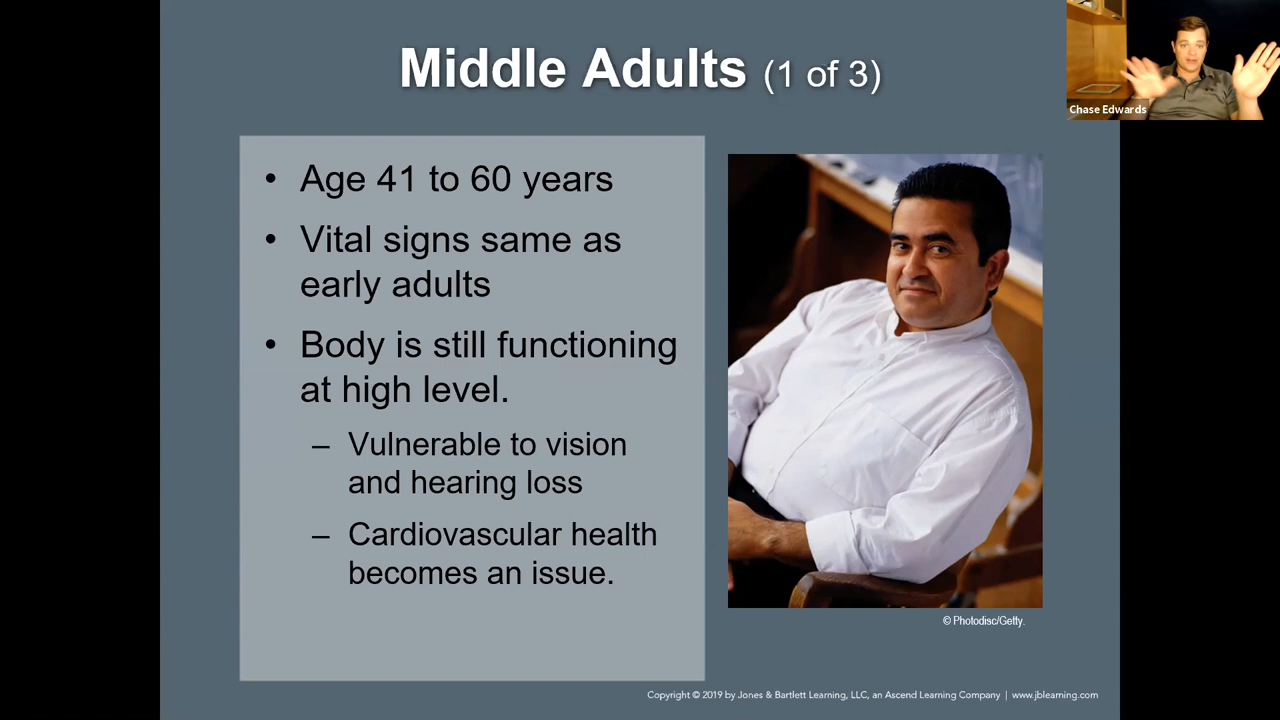 Middle Adults (1 of 3)
Chase Edwards
• Age 41 to 60 years
• Vital signs same as
early adults
• Body is still functioning
at high level.
– Vulnerable to vision
and hearing loss
– Cardiovascular health
becomes an issue.
© Photodisc/Getty.
Copyright © 2019 by Jones & Bartlett Learning, LLC, an Ascend Learning Company | www.jblearning.com